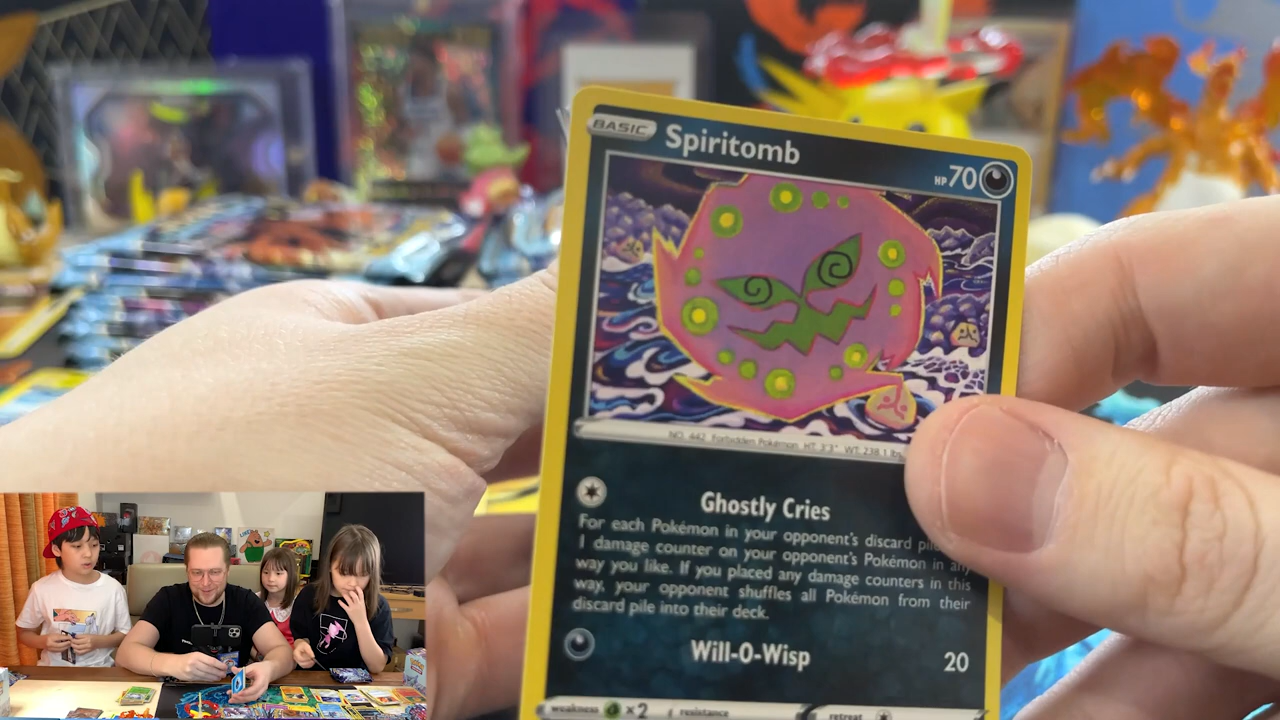 BASIC Spiritomb HP 70
NO. 442 Forbidden Pokémon HT: 3'3" WT: 238.1 lbs.
Ghostly Cries
For each Pokémon in your opponent's discard
1 damage counter on your opponent's Pokémon in any
way you like. If you placed any damage counters in this
way, your opponent shuffles all Pokémon from their
discard pile into their deck.
Will-O-Wisp 20
weakness ×2 resistance retreat